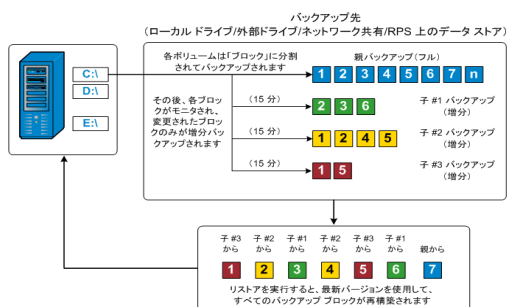 バックアップ先
（ローカル ドライブ/外部ドライブ/ネットワーク共有/RPS 上のデータ ストア）
各ボリュームは「ブロック」に分割
されてバックアップされます
親バックアップ（フル）
C:\
D:\
E:\
1 2 3 4 5 6 7 n
その後、各ブロッ
クがモニタされ、
変更されたブロッ
クのみが増分バッ
クアップされます
（15 分）
2 3 6
子 #1 バックアップ
（増分）
（15 分）
1 2 4 5
子 #2 バックアップ
（増分）
（15 分）
1 5
子 #3 バックアップ
（増分）
子 #3 子 #2 子 #1 子 #2 子 #3 子 #1
から から から から から から 親から
1 2 3 4 5 6 7
リストアを実行すると、最新バージョンを使用して、
すべてのバックアップ ブロックが再構築されます